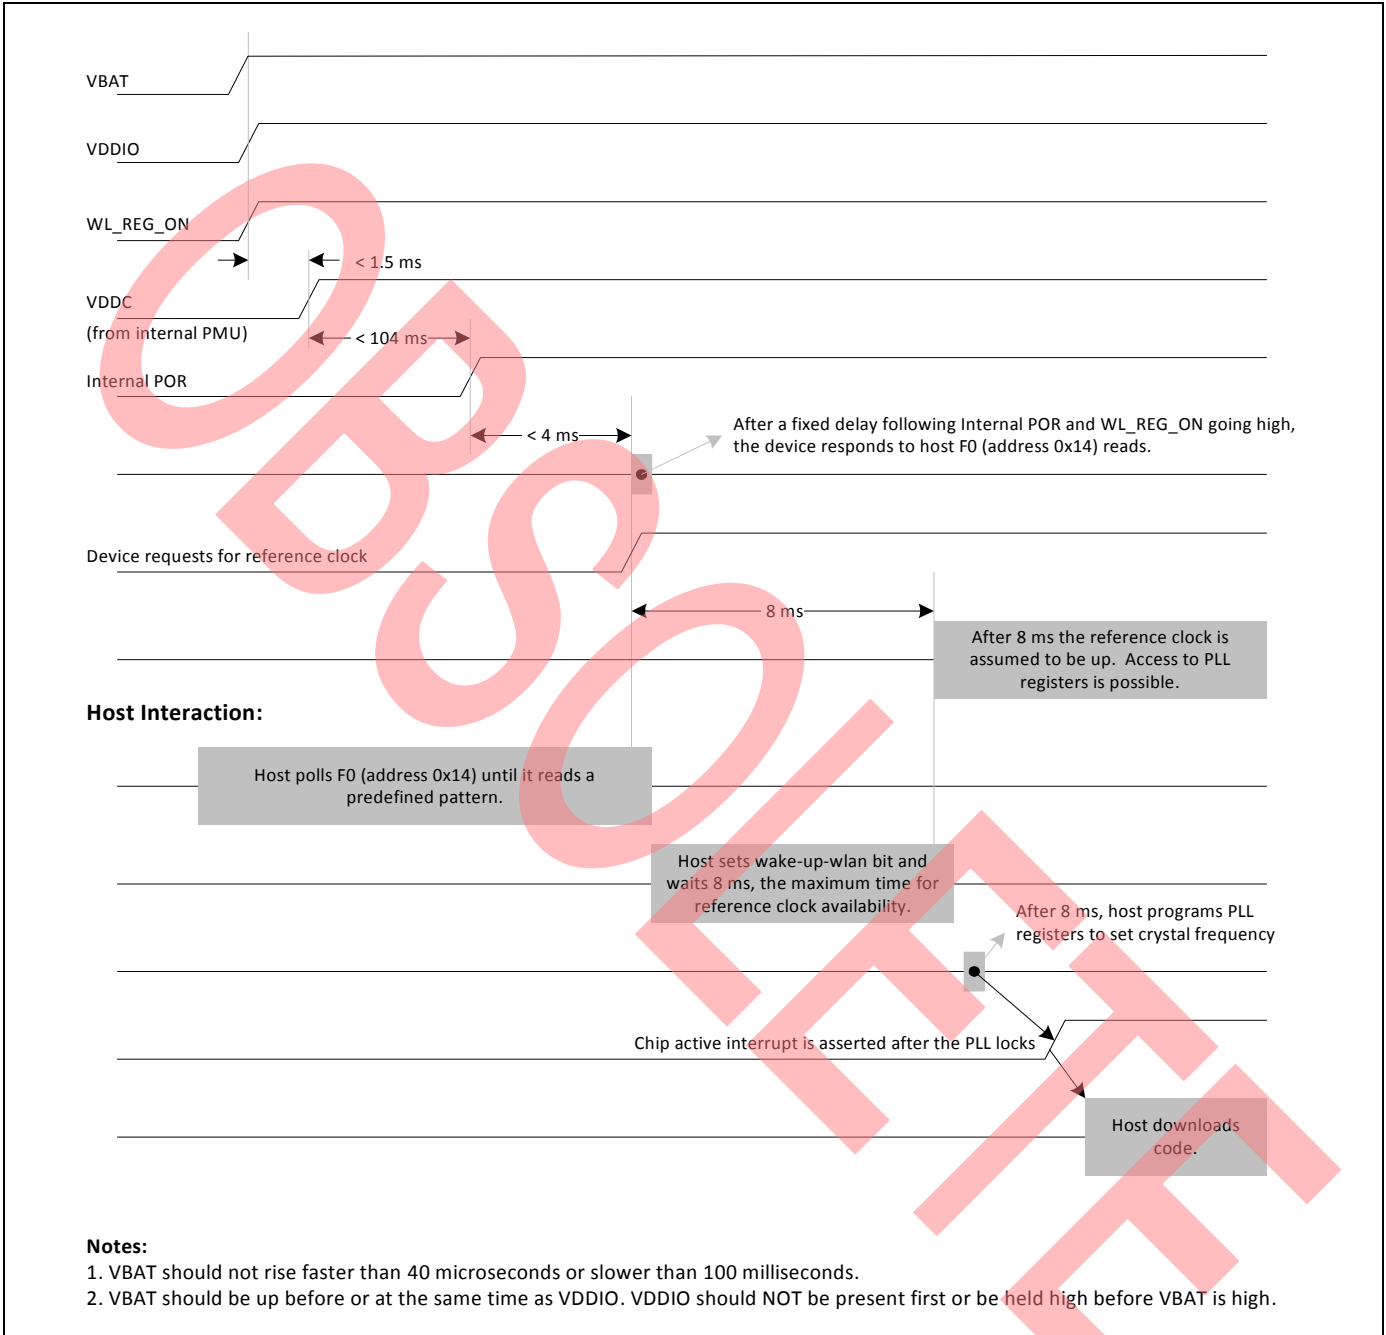 VBAT
VDDIO
WL_REG_ON
< 1.5 ms
VDDC
(from internal PMU)
< 104 ms
Internal POR
After a fixed delay following Internal POR and WL_REG_ON going high,
< 4 ms
the device responds to host F0 (address 0x14) reads.
Device requests for reference clock
8 ms
After 8 ms the reference clock is
assumed to be up. Access to PLL
registers is possible.
Host Interaction:
Host polls F0 (address 0x14) until it reads a
predefined pattern.
Host sets wake-up-wlan bit and
waits 8 ms, the maximum time for
reference clock availability.
After 8 ms, host programs PLL
registers to set crystal frequency
Chip active interrupt is asserted after the PLL locks
Host downloads
code.
Notes:
1. VBAT should not rise faster than 40 microseconds or slower than 100 milliseconds.
2. VBAT should be up before or at the same time as VDDIO. VDDIO should NOT be present first or be held high before VBAT is high.
OBSOLETE